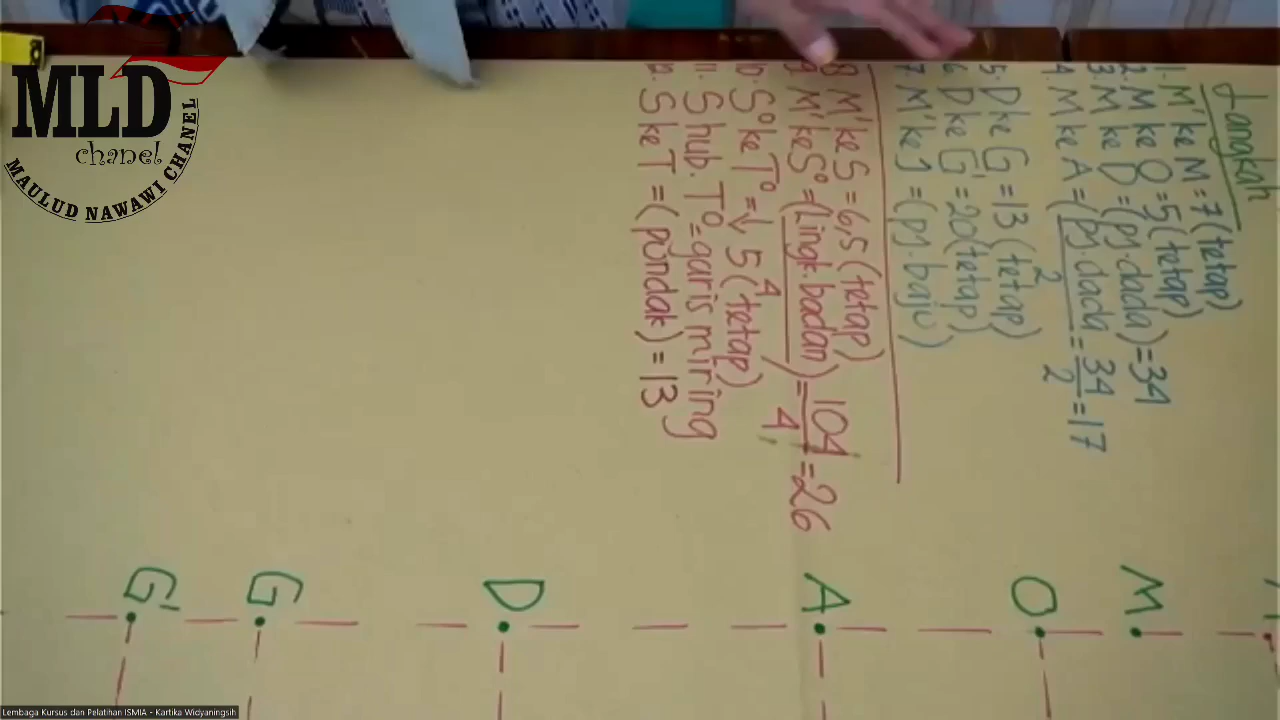 MLD
chanel
MAULUD NAWAWI CHANEL
Langkah
1. M' ke M = 7 (tetap)
2. M ke O = 5 (tetap)
3. M ke D = (pj. dada) = 34
4. M ke A = (pj. dada = 34 = 17
2 2
5. D ke G = 13 (tetap)
6. D ke G' = 20 (tetap)
7. M' ke J = (pj. baju)
8 M' ke S = 6,5 (tetap)
9. M' ke S° = (Lingk. badan) = 104 = 26
4 4
10. S° ke T° = ↓ 5 (tetap)
11. S hub. T° = garis miring
12. S ke T = (pundak) = 13
G' G D A O M
Lembaga Kursus dan Pelatihan ISMIA - Kartika Widyaningsih